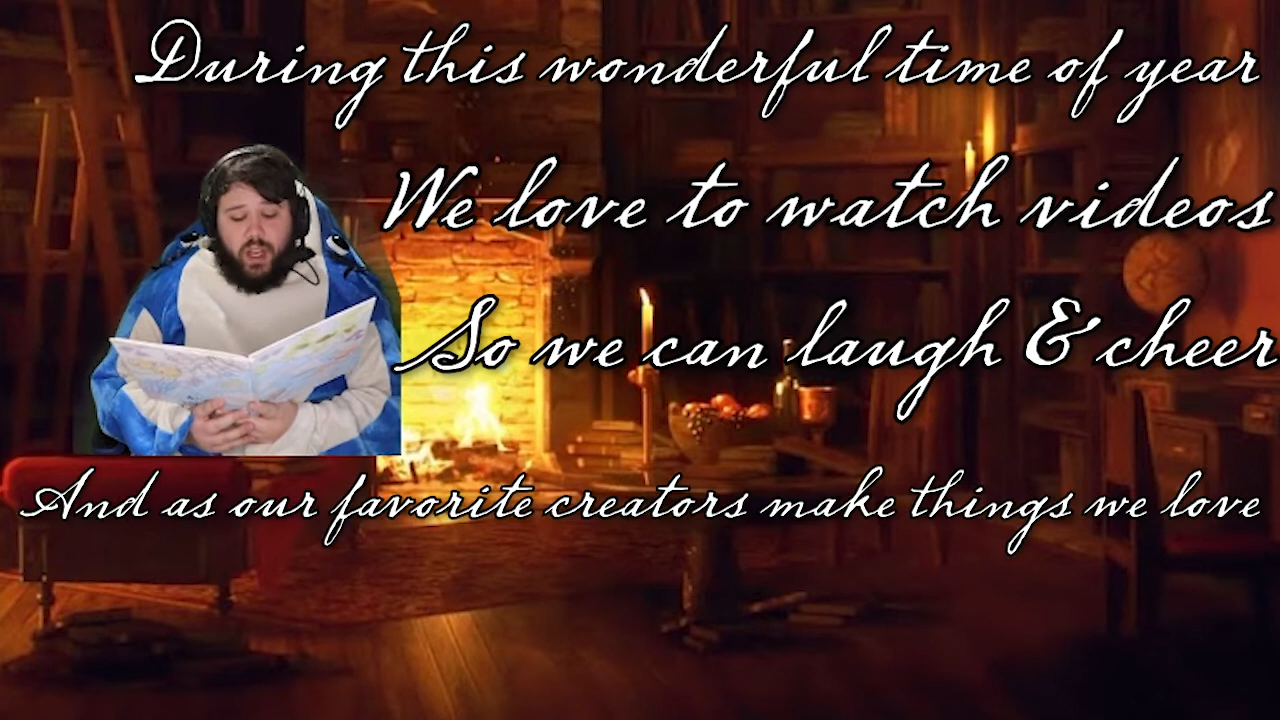 During this wonderful time of year
We love to watch videos
So we can laugh & cheer
And as our favorite creators make things we love